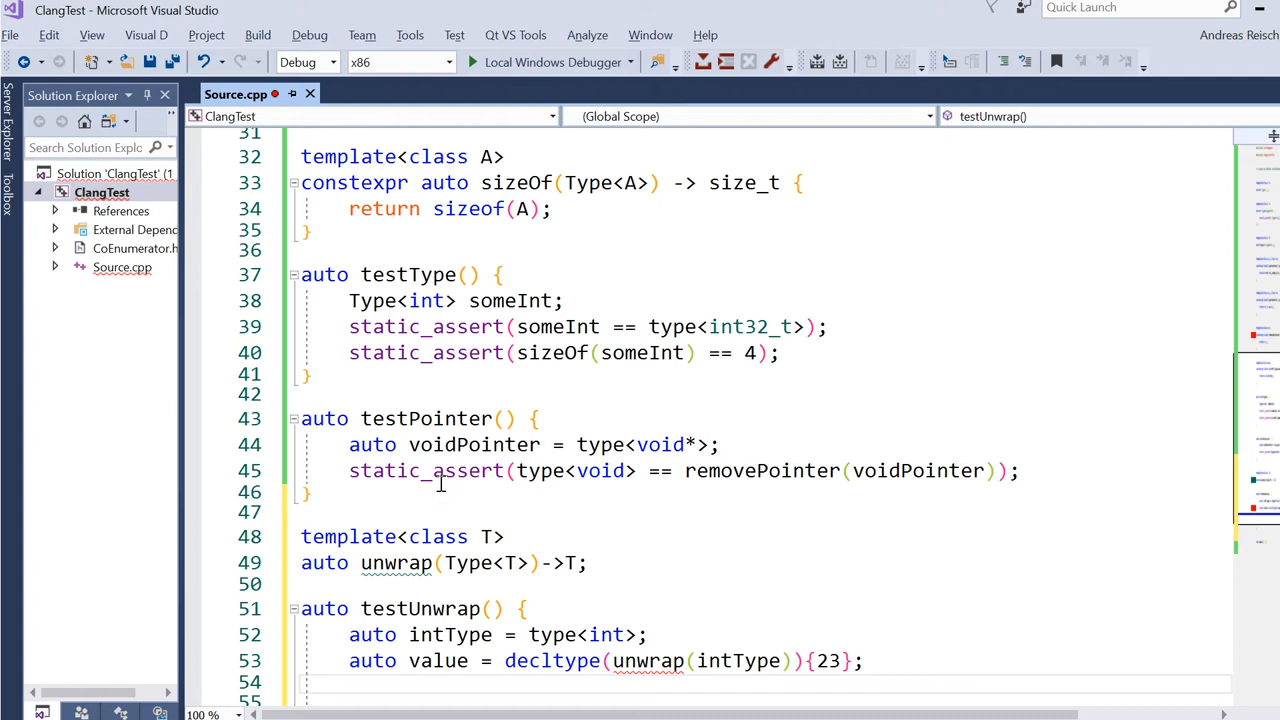 ClangTest - Microsoft Visual Studio
Quick Launch
File Edit View Visual D Project Build Debug Team Tools Test Qt VS Tools Analyze Window Help Andreas Reisch
Debug x86 Local Windows Debugger
Server Explorer
Toolbox
Solution Explorer
Search Solution Explo
Solution 'ClangTest' (1
ClangTest
References
External Depend
CoEnumerator.h
Source.cpp
Source.cpp
ClangTest (Global Scope) testUnwrap()
31
32 template<class A>
33 constexpr auto sizeOf(Type<A>) -> size_t {
34 return sizeof(A);
35 }
36
37 auto testType() {
38 Type<int> someInt;
39 static_assert(someInt == type<int32_t>);
40 static_assert(sizeOf(someInt) == 4);
41 }
42
43 auto testPointer() {
44 auto voidPointer = type<void*>;
45 static_assert(type<void> == removePointer(voidPointer));
46 }
47
48 template<class T>
49 auto unwrap(Type<T>)->T;
50
51 auto testUnwrap() {
52 auto intType = type<int>;
53 auto value = decltype(unwrap(intType)){23};
54
55
100 %